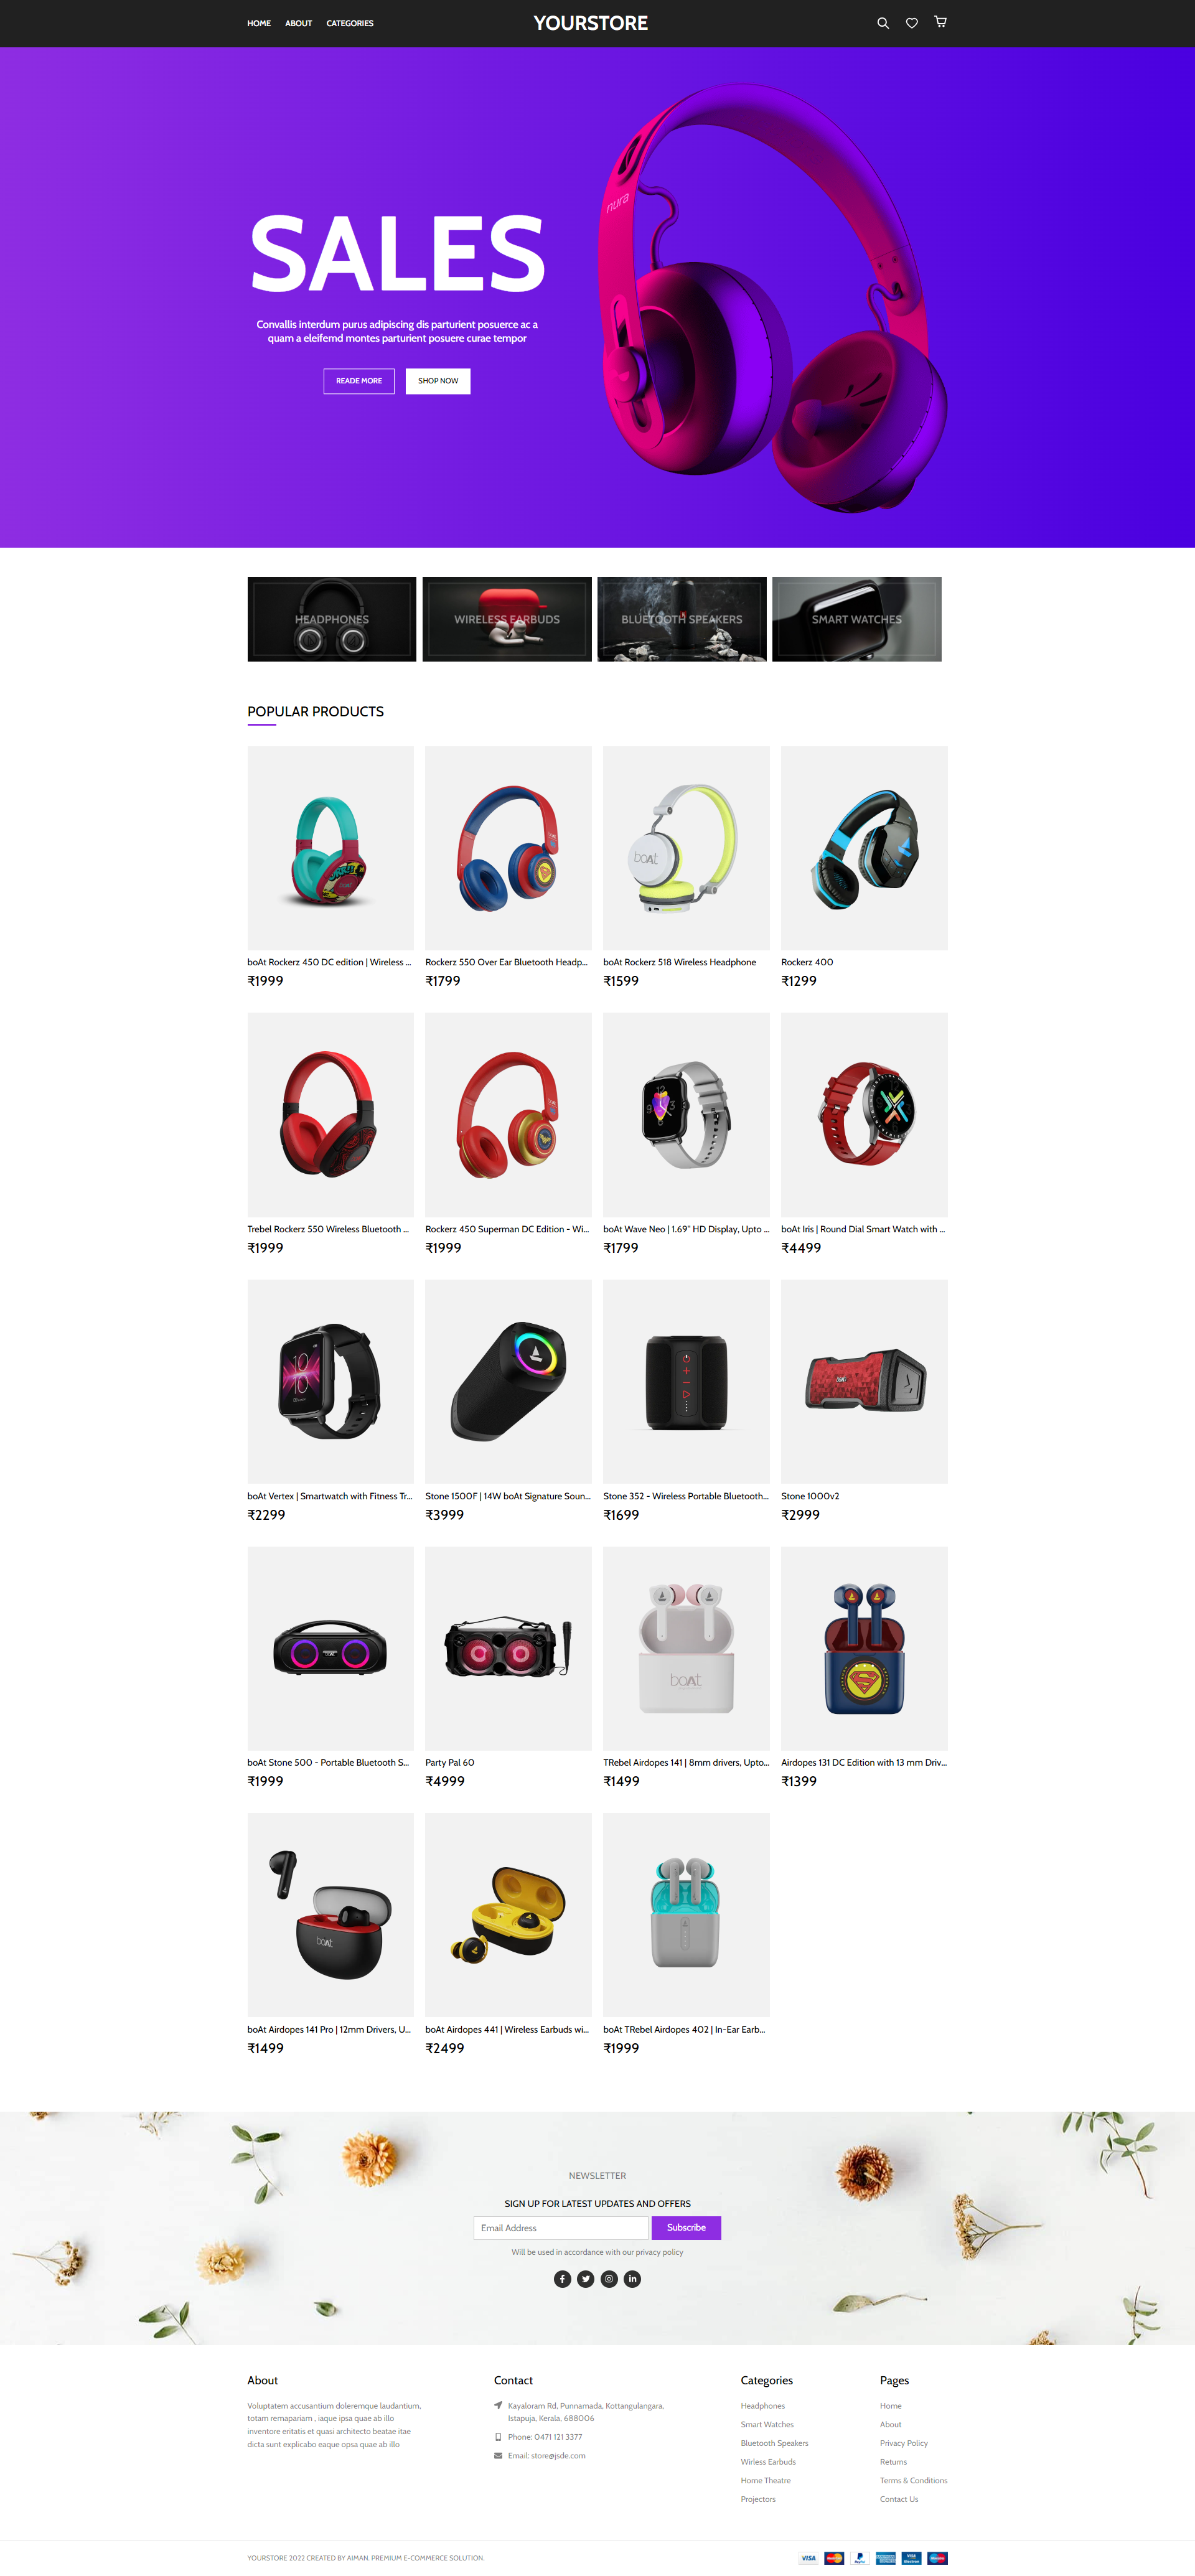 HOME ABOUT CATEGORIES
YOURSTORE
nura
SALES
Convallis interdum purus adipiscing dis parturient posuerce ac a
quam a eleifemd montes parturient posuere curae tempor
READE MORE SHOP NOW
HEADPHONES WIRELESS EARBUDS BLUETOOTH SPEAKERS SMART WATCHES
POPULAR PRODUCTS
boAt
boAt Rockerz 450 DC edition | Wireless ... Rockerz 550 Over Ear Bluetooth Headp... boAt Rockerz 518 Wireless Headphone Rockerz 400
₹1999 ₹1799 ₹1599 ₹1299
Trebel Rockerz 550 Wireless Bluetooth ... Rockerz 450 Superman DC Edition - Wi... boAt Wave Neo | 1.69" HD Display, Upto ... boAt Iris | Round Dial Smart Watch with ...
₹1999 ₹1999 ₹1799 ₹4499
boAt Vertex | Smartwatch with Fitness Tr... Stone 1500F | 14W boAt Signature Soun... Stone 352 - Wireless Portable Bluetooth... Stone 1000v2
₹2299 ₹3999 ₹1699 ₹2999
boAt
boAt Stone 500 - Portable Bluetooth S... Party Pal 60 TRebel Airdopes 141 | 8mm drivers, Upto... Airdopes 131 DC Edition with 13 mm Driv...
₹1999 ₹4999 ₹1499 ₹1399
boAt
boAt Airdopes 141 Pro | 12mm Drivers, U... boAt Airdopes 441 | Wireless Earbuds wi... boAt TRebel Airdopes 402 | In-Ear Earb...
₹1499 ₹2499 ₹1999
NEWSLETTER
SIGN UP FOR LATEST UPDATES AND OFFERS
Email Address Subscribe
Will be used in accordance with our privacy policy
About
Voluptatem accusantium doloremque laudantium,
totam remapariam , iaque ipsa quae ab illo
inventore eritatis et quasi architecto beatae itae
dicta sunt explicabo eaque opsa quae ab illo
Contact
Kayaloram Rd, Punnamada, Kottangulangara,
Istapuja, Kerala, 688006
Phone: 0471 121 3377
Email: store@jsde.com
Categories
Headphones
Smart Watches
Bluetooth Speakers
Wirless Earbuds
Home Theatre
Projectors
Pages
Home
About
Privacy Policy
Returns
Terms & Conditions
Contact Us
YOURSTORE 2022 CREATED BY AIMAN. PREMIUM E-COMMERCE SOLUTION.
VISA PayPal